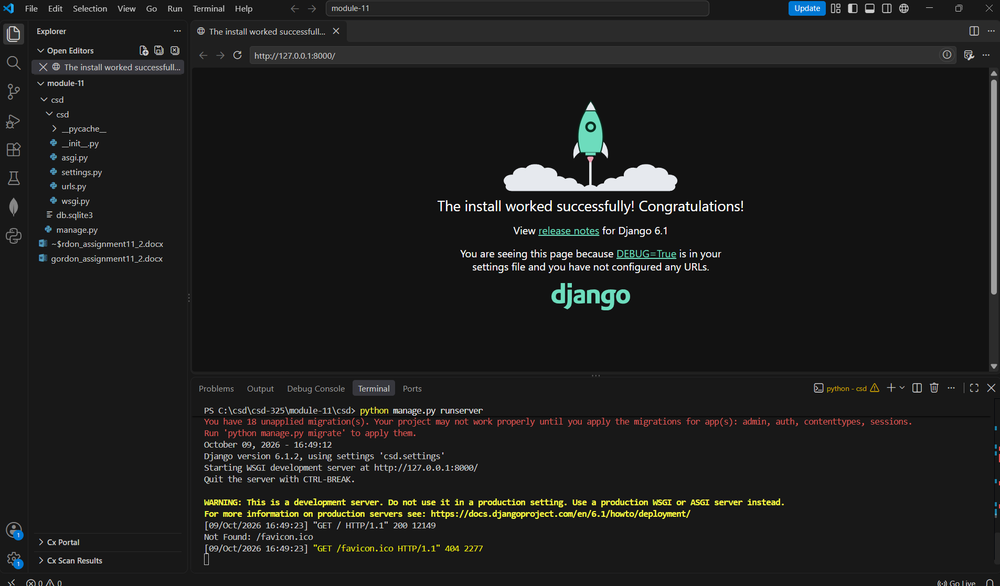 File Edit Selection View Go Run Terminal Help
module-11
Update
Explorer
Open Editors
The install worked successfull...
module-11
csd
csd
__pycache__
__init__.py
asgi.py
settings.py
urls.py
wsgi.py
db.sqlite3
manage.py
~$rdon_assignment11_2.docx
gordon_assignment11_2.docx
Cx Portal
Cx Scan Results
1
1
The install worked successfull...
http://127.0.0.1:8000/
The install worked successfully! Congratulations!
View release notes for Django 6.1
You are seeing this page because DEBUG=True is in your
settings file and you have not configured any URLs.
django
Problems Output Debug Console Terminal Ports
python - csd
PS C:\csd\csd-325\module-11\csd> python manage.py runserver
You have 18 unapplied migration(s). Your project may not work properly until you apply the migrations for app(s): admin, auth, contenttypes, sessions.
Run 'python manage.py migrate' to apply them.
October 09, 2026 - 16:49:12
Django version 6.1.2, using settings 'csd.settings'
Starting WSGI development server at http://127.0.0.1:8000/
Quit the server with CTRL-BREAK.
WARNING: This is a development server. Do not use it in a production setting. Use a production WSGI or ASGI server instead.
For more information on production servers see: https://docs.djangoproject.com/en/6.1/howto/deployment/
[09/Oct/2026 16:49:23] "GET / HTTP/1.1" 200 12149
Not Found: /favicon.ico
[09/Oct/2026 16:49:23] "GET /favicon.ico HTTP/1.1" 404 2277
0 0
Go Live